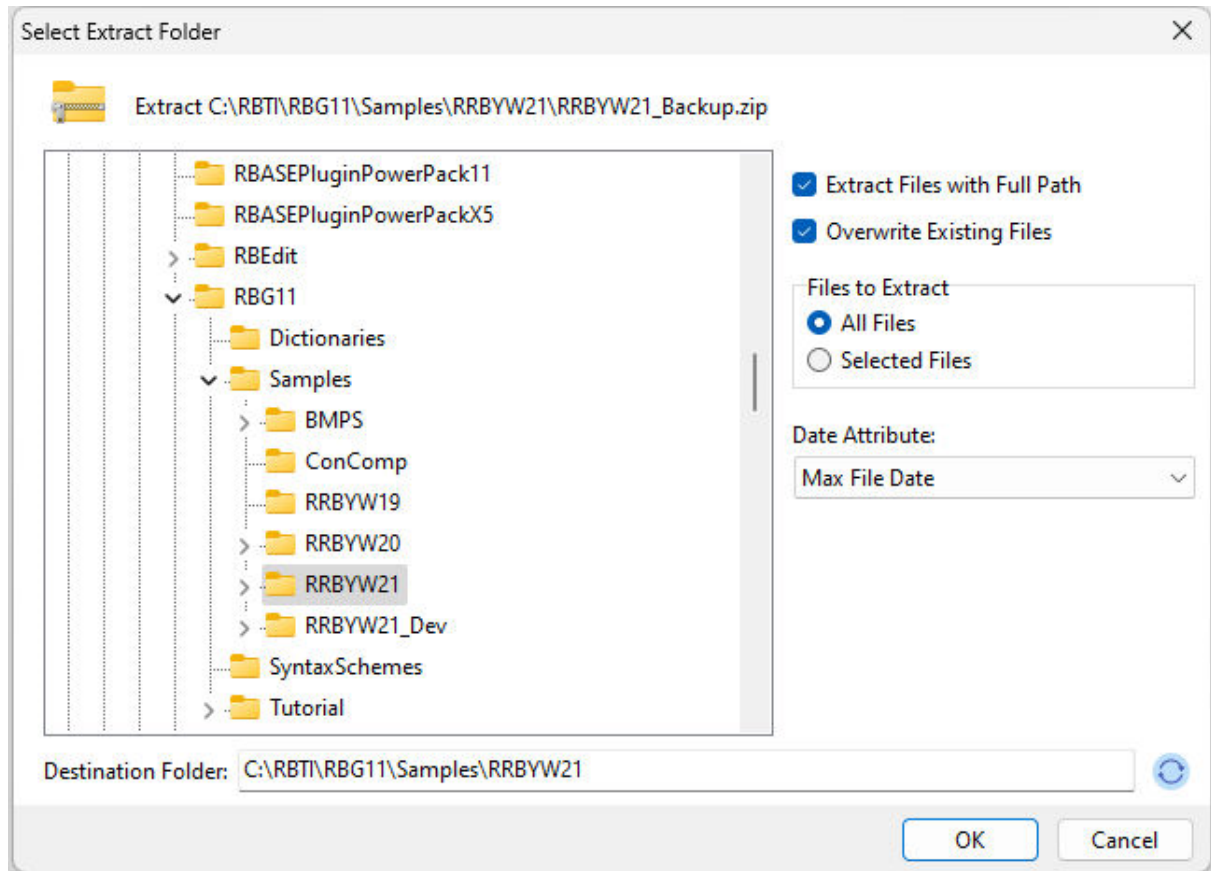 Select Extract Folder
Extract C:\RBTI\RBG11\Samples\RRBYW21\RRBYW21_Backup.zip
RBASEPluginPowerPack11
RBASEPluginPowerPackX5
RBEdit
RBG11
Dictionaries
Samples
BMPS
ConComp
RRBYW19
RRBYW20
RRBYW21
RRBYW21_Dev
SyntaxSchemes
Tutorial
Extract Files with Full Path
Overwrite Existing Files
Files to Extract
All Files
Selected Files
Date Attribute:
Max File Date
Destination Folder: C:\RBTI\RBG11\Samples\RRBYW21
OK Cancel